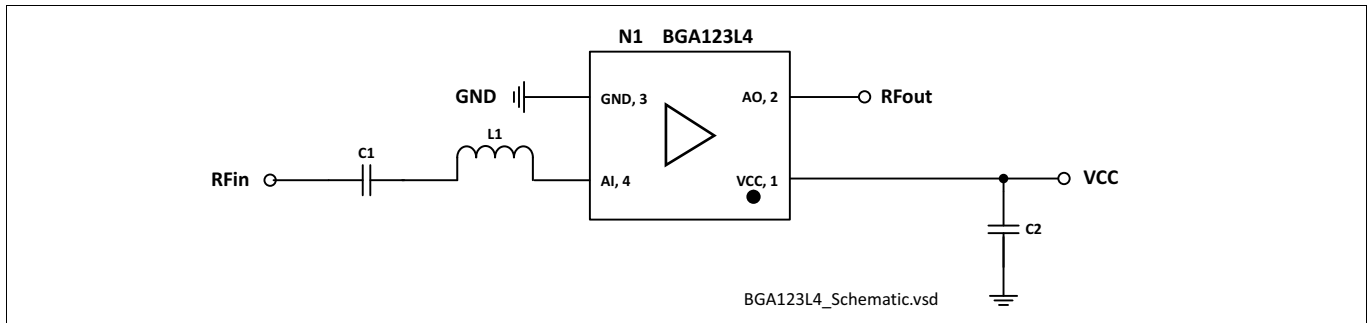 N1 BGA123L4
GND
GND, 3
AO, 2
RFout
C1
L1
RFin
AI, 4
VCC, 1
VCC
C2
BGA123L4_Schematic.vsd